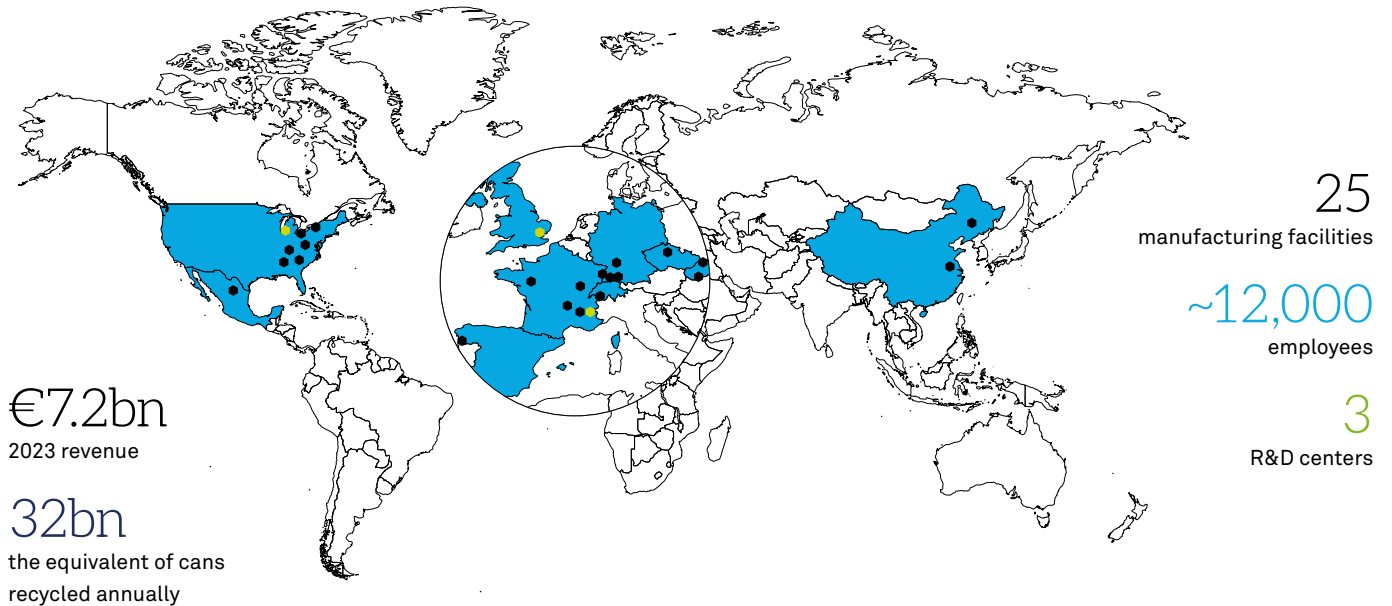 €7.2bn
2023 revenue
32bn
the equivalent of cans
recycled annually
25
manufacturing facilities
~12,000
employees
3
R&D centers